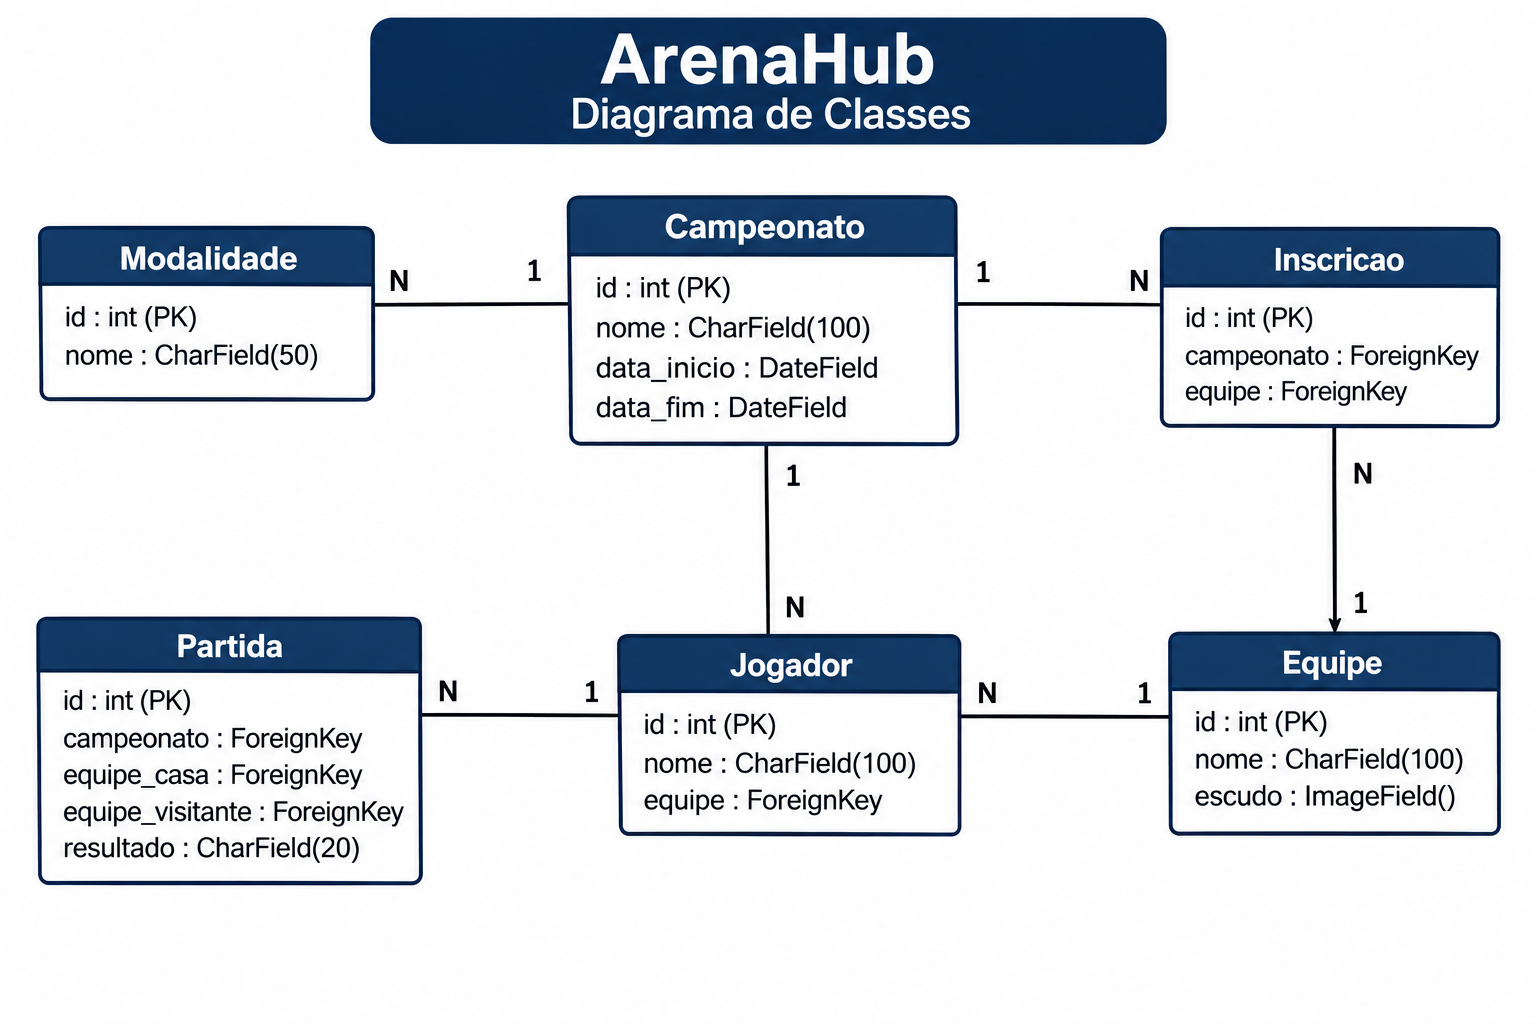 ArenaHub
Diagrama de Classes
Modalidade
id : int (PK)
nome : CharField(50)
N
1
Campeonato
id : int (PK)
nome : CharField(100)
data_inicio : DateField
data_fim : DateField
1
N
Inscricao
id : int (PK)
campeonato : ForeignKey
equipe : ForeignKey
1
N
N
1
Partida
id : int (PK)
campeonato : ForeignKey
equipe_casa : ForeignKey
equipe_visitante : ForeignKey
resultado : CharField(20)
N
1
Jogador
id : int (PK)
nome : CharField(100)
equipe : ForeignKey
N
1
Equipe
id : int (PK)
nome : CharField(100)
escudo : ImageField()